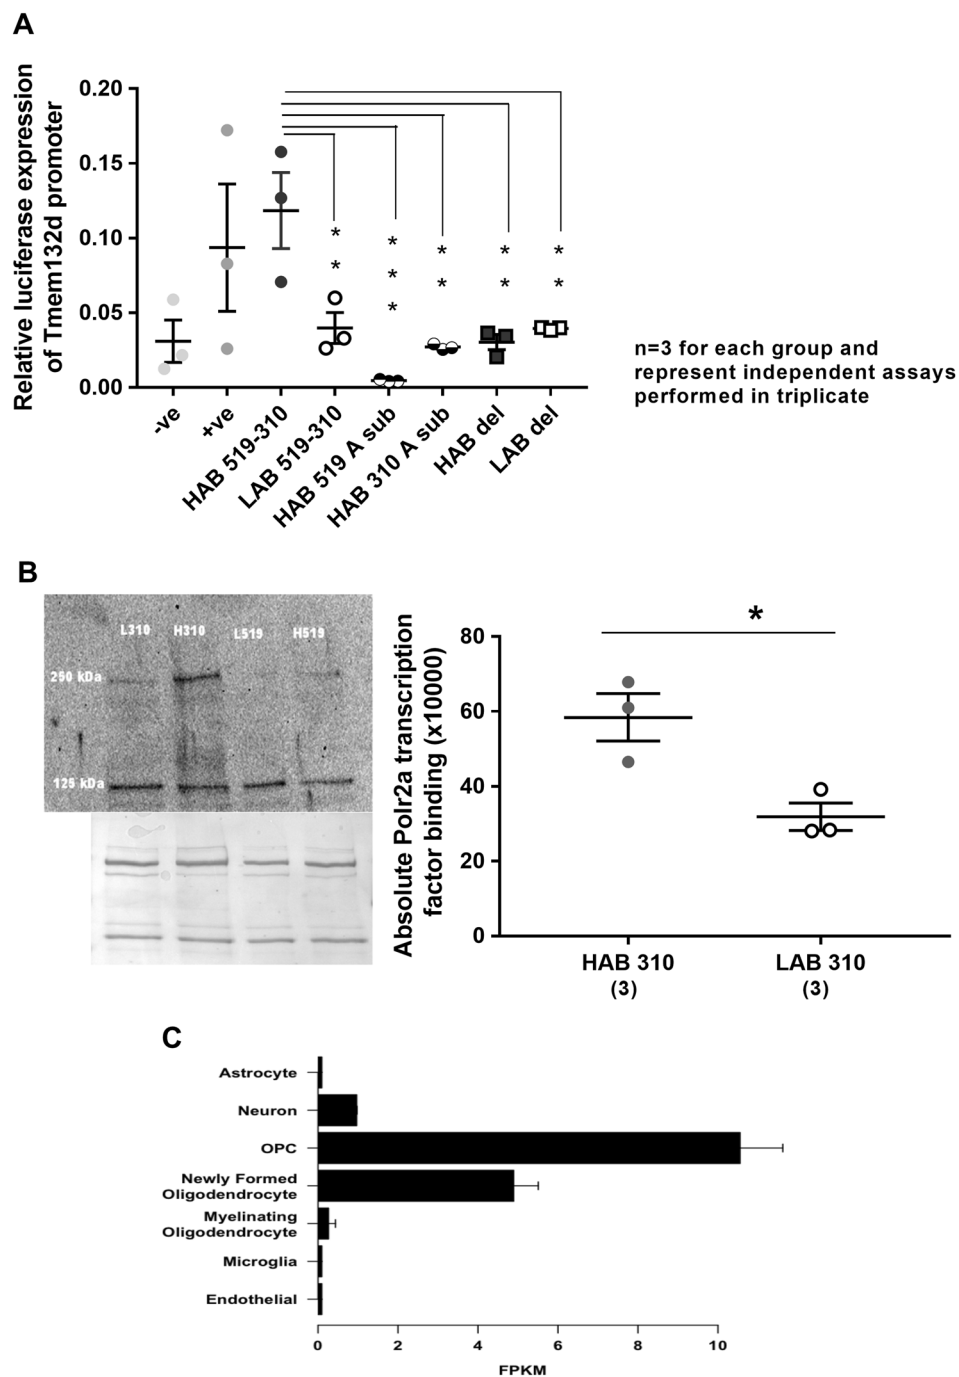 A
Relative luciferase expression
of Tmem132d promoter
0.20
0.15
0.10
0.05
0.00
* * * * * * * * * * *
-ve
+ve
HAB 519-310
LAB 519-310
HAB 519 A sub
HAB 310 A sub
HAB del
LAB del
n=3 for each group and
represent independent assays
performed in triplicate
B
L310 H310 L519 H519
250 kDa
125 kDa
Absolute Polr2a transcription
factor binding (x10000)
*
80
60
40
20
0
HAB 310 LAB 310
(3) (3)
C
Astrocyte
Neuron
OPC
Newly Formed
Oligodendrocyte
Myelinating
Oligodendrocyte
Microglia
Endothelial
0 2 4 6 8 10
FPKM